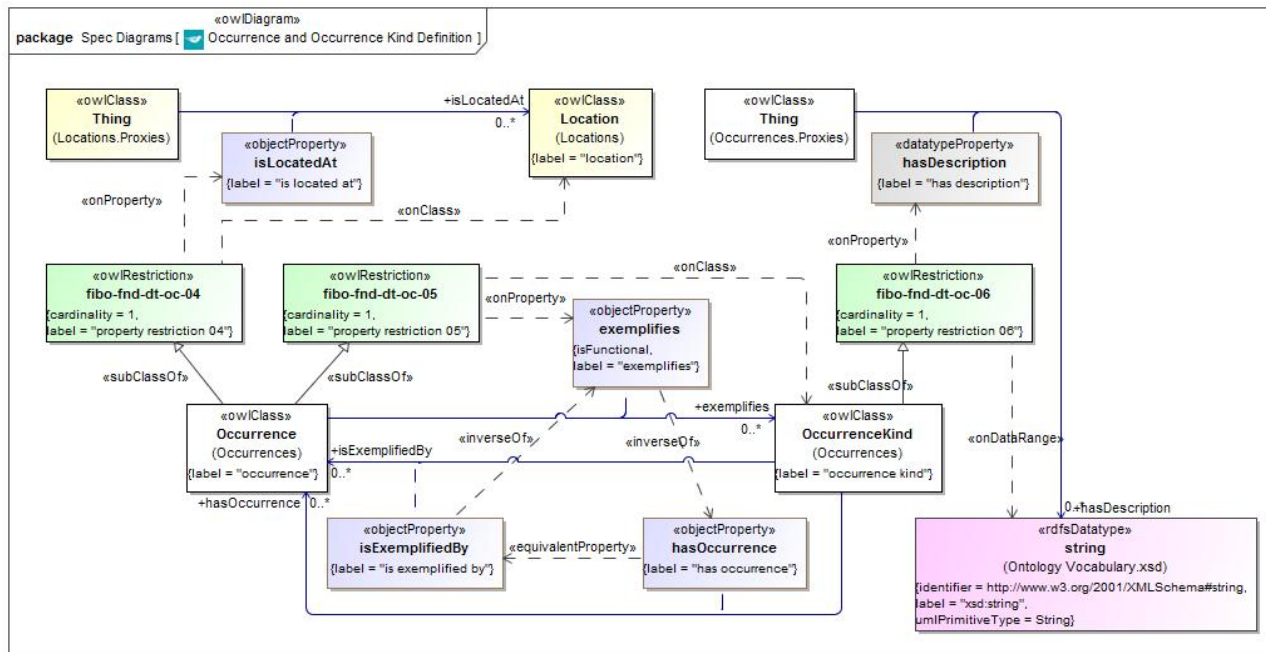 «owlDiagram»
package Spec Diagrams [ Occurrence and Occurrence Kind Definition ]
«owlClass»
Thing
(Locations.Proxies)
+isLocatedAt
0..*
«owlClass»
Location
(Locations)
{label = "location"}
«owlClass»
Thing
(Occurrences.Proxies)
«objectProperty»
isLocatedAt
{label = "is located at"}
«datatypeProperty»
hasDescription
{label = "has description"}
«onProperty»
«onClass»
«onProperty»
«owlRestriction»
fibo-fnd-dt-oc-04
{cardinality = 1,
label = "property restriction 04"}
«owlRestriction»
fibo-fnd-dt-oc-05
{cardinality = 1,
label = "property restriction 05"}
«onClass»
«onProperty»
«objectProperty»
exemplifies
{isFunctional,
label = "exemplifies"}
«owlRestriction»
fibo-fnd-dt-oc-06
{cardinality = 1,
label = "property restriction 06"}
«subClassOf»
«subClassOf»
«subClassOf»
«owlClass»
Occurrence
(Occurrences)
{label = "occurrence"}
+exemplifies
0..*
«owlClass»
OccurrenceKind
(Occurrences)
{label = "occurrence kind"}
«inverseOf»
«inverseOf»
«onDataRange»
+isExemplifiedBy
0..*
+hasOccurrence 0..*
«objectProperty»
isExemplifiedBy
{label = "is exemplified by"}
«equivalentProperty»
«objectProperty»
hasOccurrence
{label = "has occurrence"}
0..*
+hasDescription
«rdfsDatatype»
string
(Ontology Vocabulary.xsd)
{identifier = http://www.w3.org/2001/XMLSchema#string,
label = "xsd:string",
umlPrimitiveType = String}